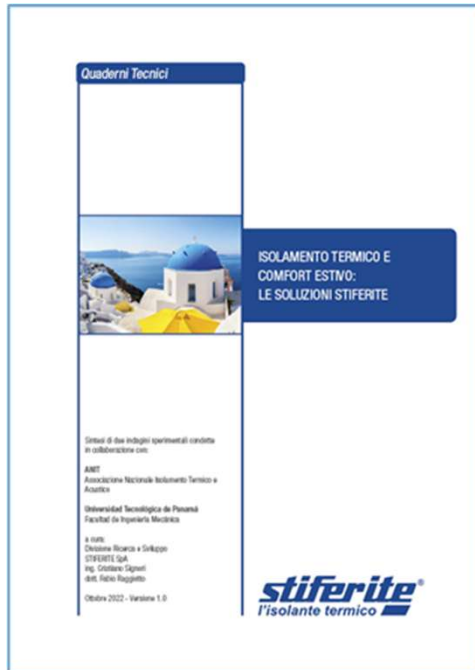 Quaderni Tecnici
ISOLAMENTO TERMICO E
COMFORT ESTIVO:
LE SOLUZIONI STIFERITE
Sintesi di due indagini sperimentali condotte
in collaborazione con:
ANIT
Associazione Nazionale Isolamento Termico e
Acustico
Universidad Tecnológica de Panamá
Facultad de Ingeniería Mecánica
a cura:
Divisione Ricerca e Sviluppo
STIFERITE SpA
ing. Cristiano Signori
dott. Fabio Raggiotto
Ottobre 2022 - Versione 1.0
stiferite®
l'isolante termico